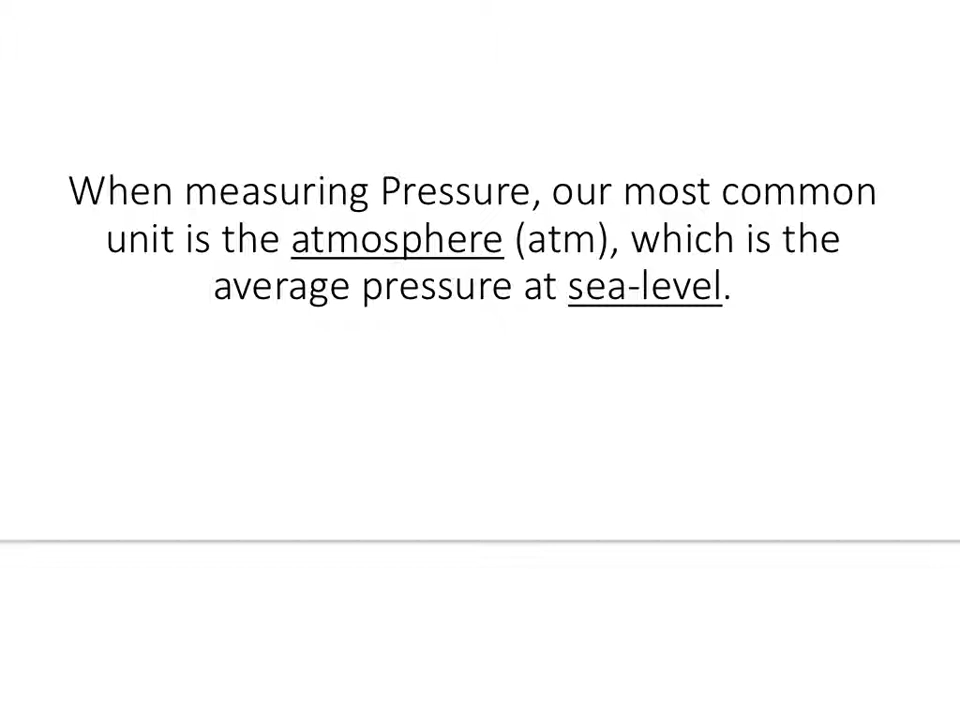 When measuring Pressure, our most common
unit is the atmosphere (atm), which is the
average pressure at sea-level.